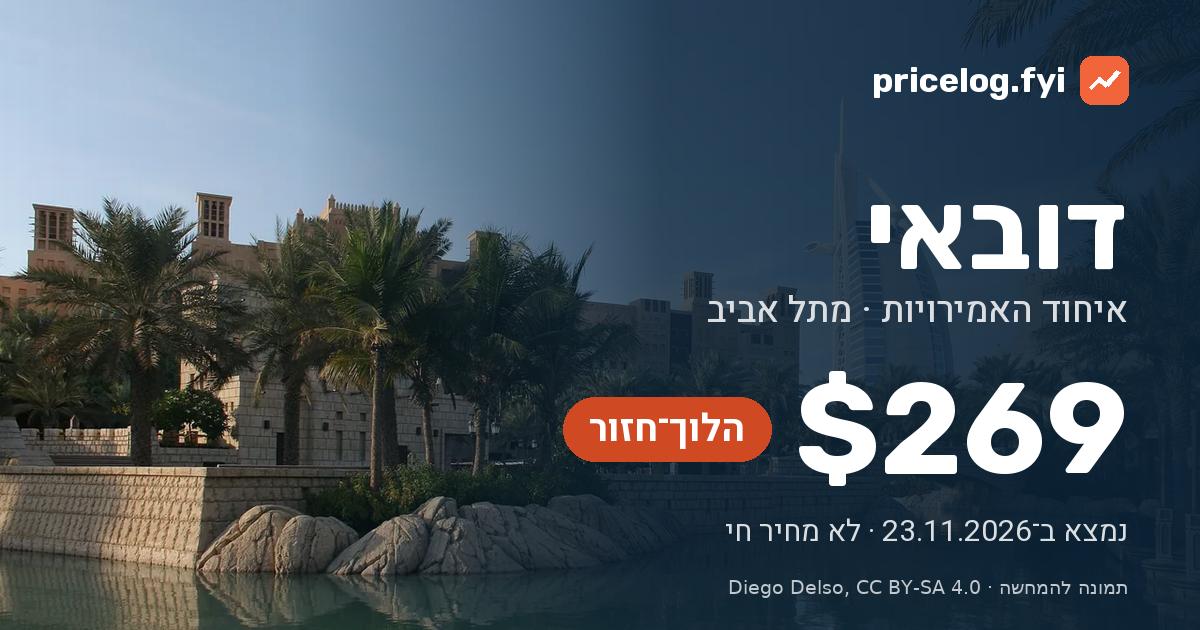 pricelog.fyi
דובאי
איחוד האמירויות · מתל אביב
$269 הלוך־חזור
נמצא ב־23.11.2026 · לא מחיר חי
תמונה להמחשה · Diego Delso, CC BY-SA 4.0